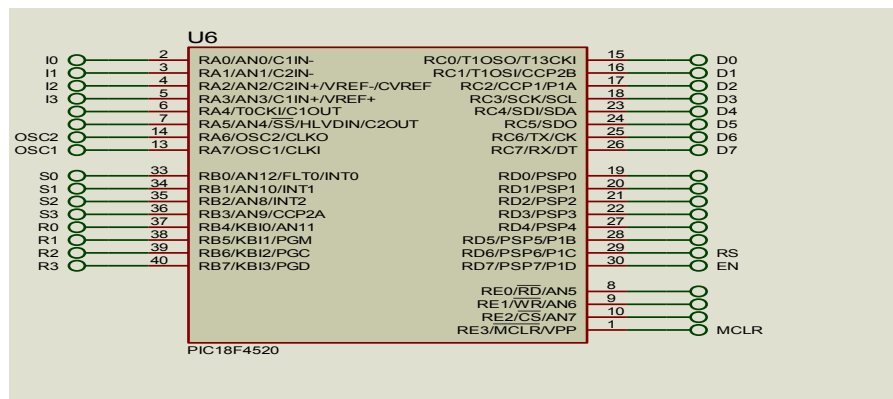 U6
I0 2 RA0/AN0/C1IN- RC0/T1OSO/T13CKI 15 D0
I1 3 RA1/AN1/C2IN- RC1/T1OSI/CCP2B 16 D1
I2 4 RA2/AN2/C2IN+/VREF-/CVREF RC2/CCP1/P1A 17 D2
I3 5 RA3/AN3/C1IN+/VREF+ RC3/SCK/SCL 18 D3
6 RA4/T0CKI/C1OUT RC4/SDI/SDA 23 D4
7 RA5/AN4/SS/HLVDIN/C2OUT RC5/SDO 24 D5
OSC2 14 RA6/OSC2/CLKO RC6/TX/CK 25 D6
OSC1 13 RA7/OSC1/CLKI RC7/RX/DT 26 D7
S0 33 RB0/AN12/FLT0/INT0 RD0/PSP0 19
S1 34 RB1/AN10/INT1 RD1/PSP1 20
S2 35 RB2/AN8/INT2 RD2/PSP2 21
S3 36 RB3/AN9/CCP2A RD3/PSP3 22
R0 37 RB4/KBI0/AN11 RD4/PSP4 27
R1 38 RB5/KBI1/PGM RD5/PSP5/P1B 28
R2 39 RB6/KBI2/PGC RD6/PSP6/P1C 29 RS
R3 40 RB7/KBI3/PGD RD7/PSP7/P1D 30 EN
RE0/RD/AN5 8
RE1/WR/AN6 9
RE2/CS/AN7 10
RE3/MCLR/VPP 1 MCLR
PIC18F4520